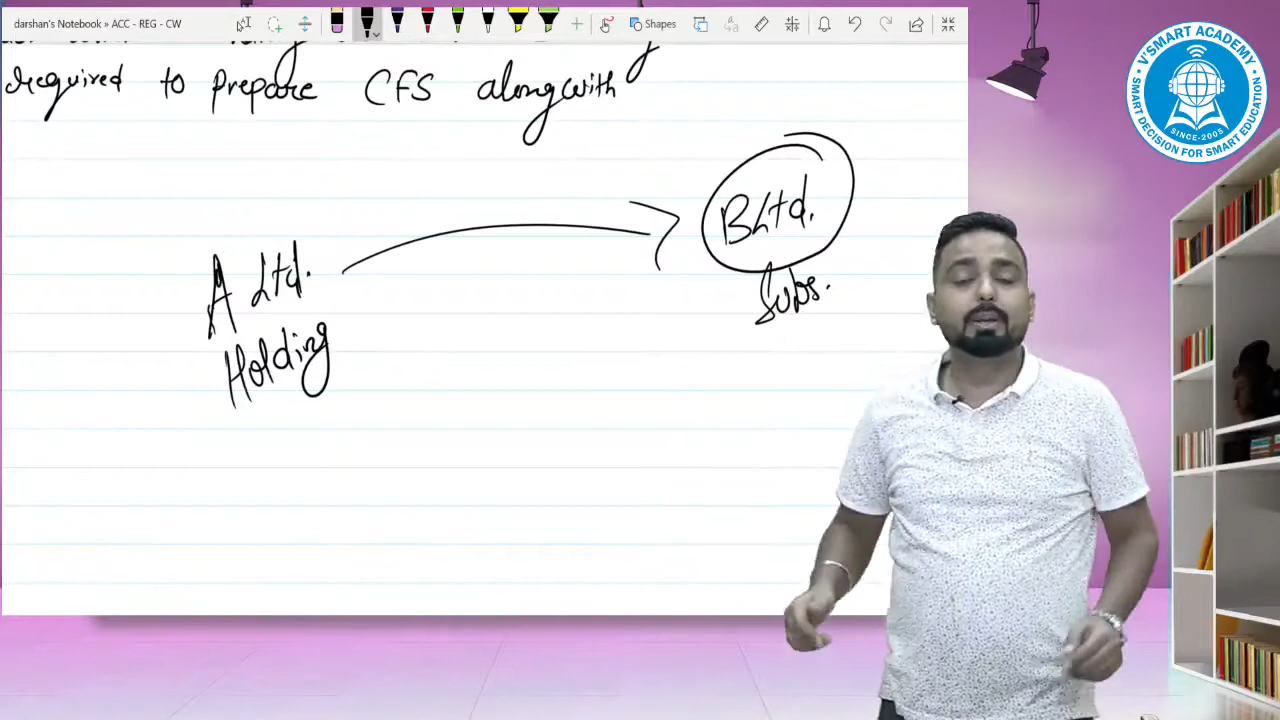 darshan's Notebook » ACC - REG - CW
Shapes
required to prepare CFS alongwith
A Ltd.
Holding
B Ltd.
Subs.
V'SMART ACADEMY
SINCE-2005
SMART DECISION FOR SMART EDUCATION